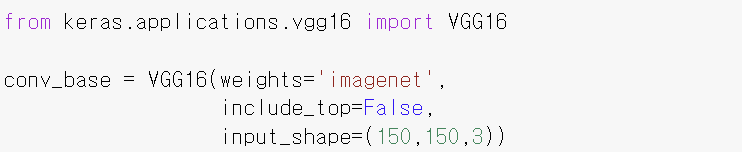 from keras.applications.vgg16 import VGG16
conv_base = VGG16(weights='imagenet',
include_top=False,
input_shape=(150,150,3))